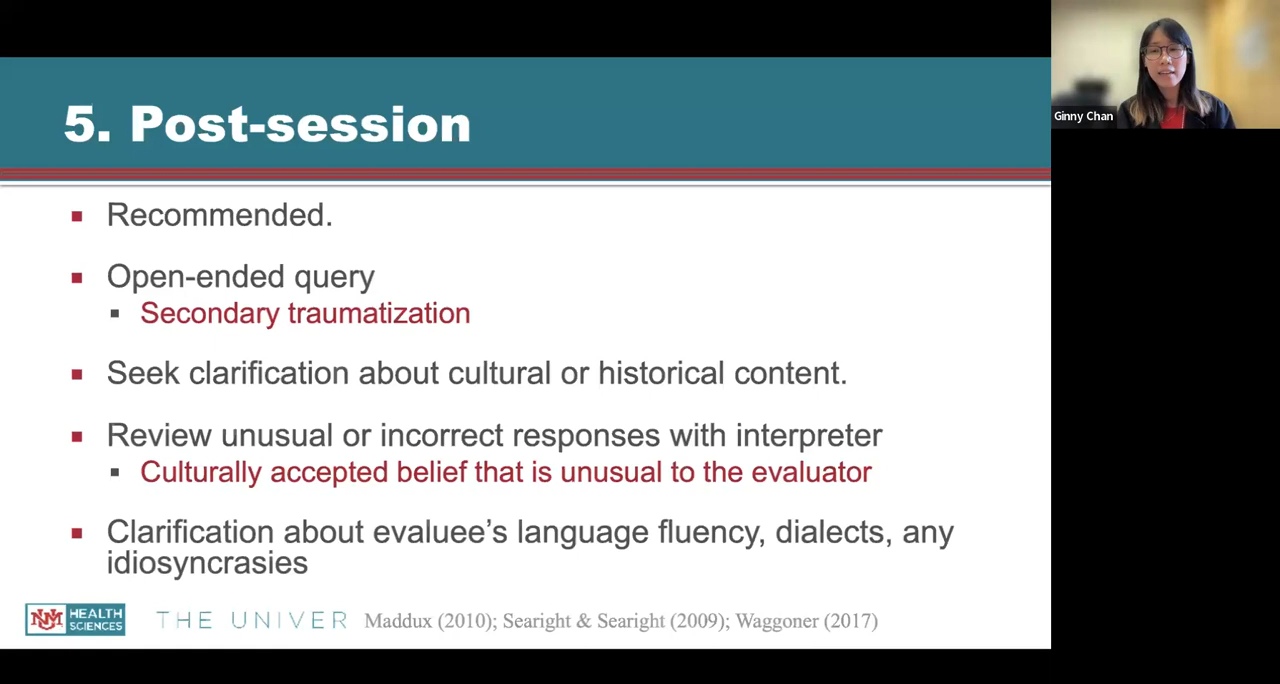 5. Post-session
Ginny Chan
Recommended.
Open-ended query
Secondary traumatization
Seek clarification about cultural or historical content.
Review unusual or incorrect responses with interpreter
Culturally accepted belief that is unusual to the evaluator
Clarification about evaluee’s language fluency, dialects, any
idiosyncrasies
UNM HEALTH
SCIENCES
THE UNIVER
Maddux (2010); Searight & Searight (2009); Waggoner (2017)